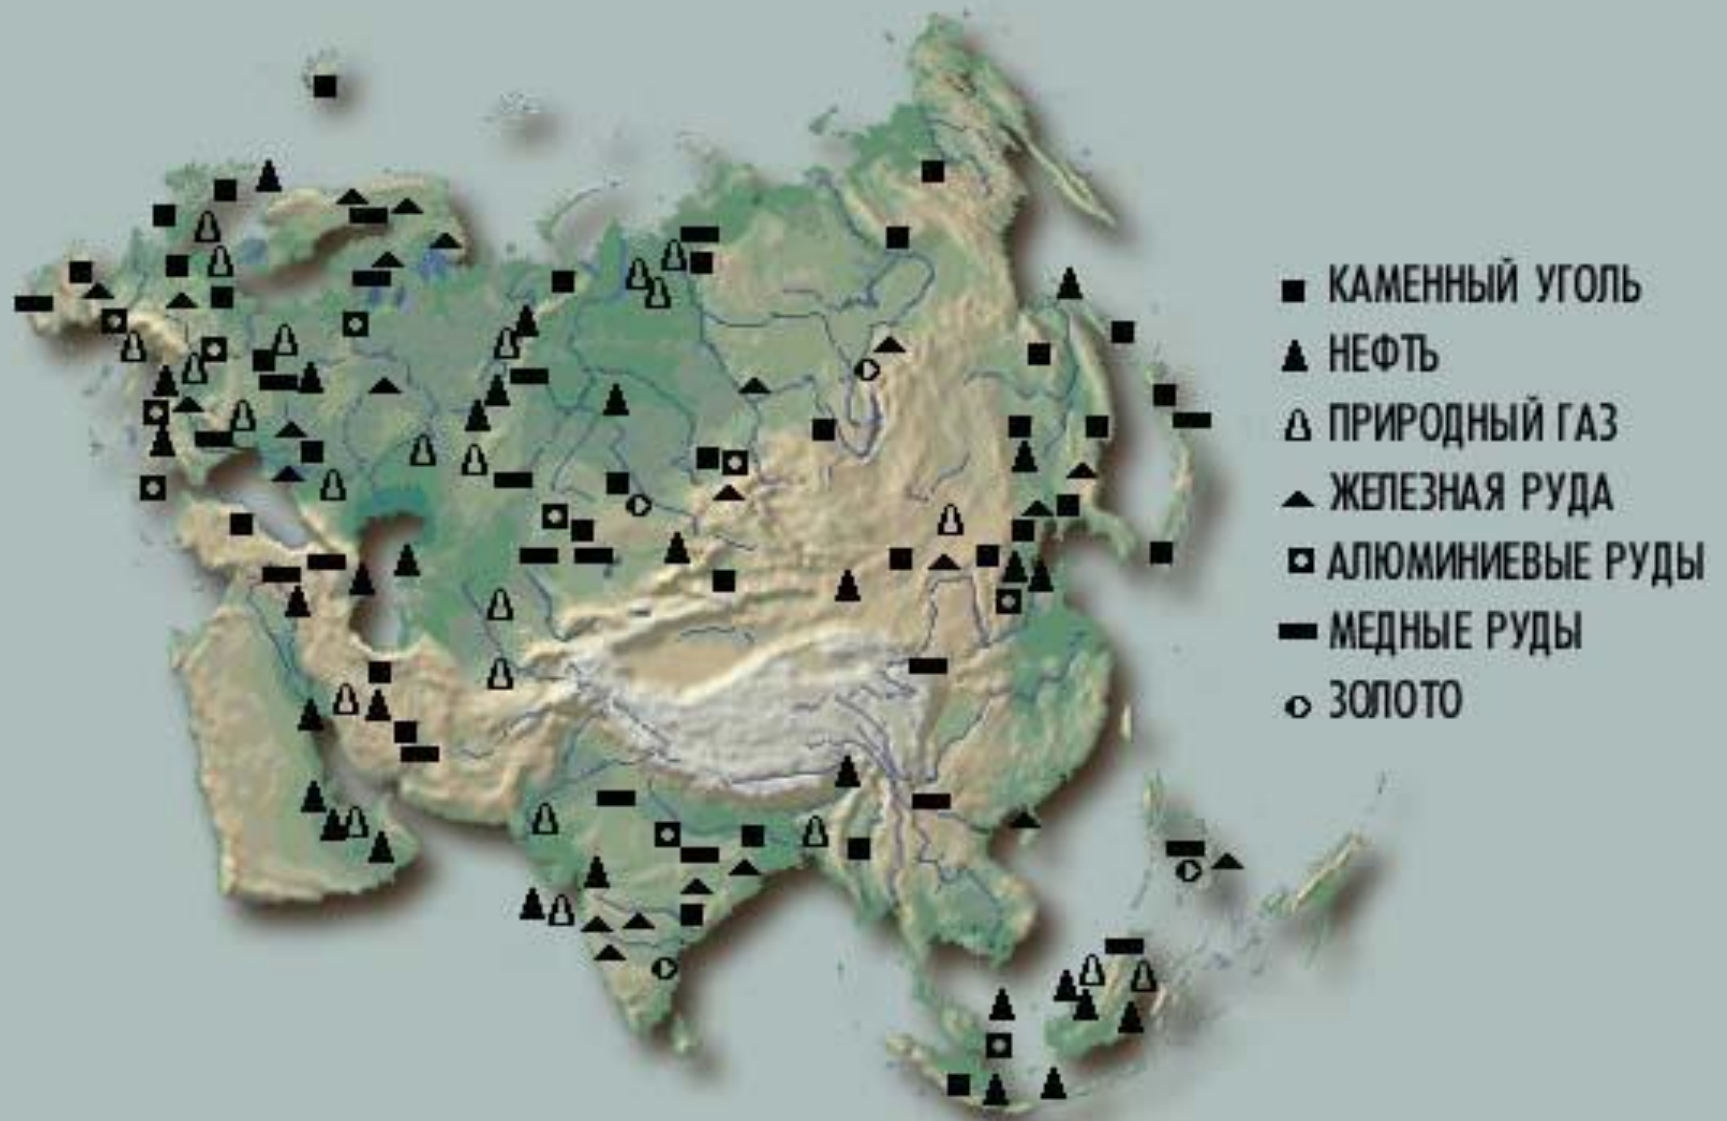 КАМЕННЫЙ УГОЛЬ
НЕФТЬ
ПРИРОДНЫЙ ГАЗ
ЖЕЛЕЗНАЯ РУДА
АЛЮМИНИЕВЫЕ РУДЫ
МЕДНЫЕ РУДЫ
ЗОЛОТО